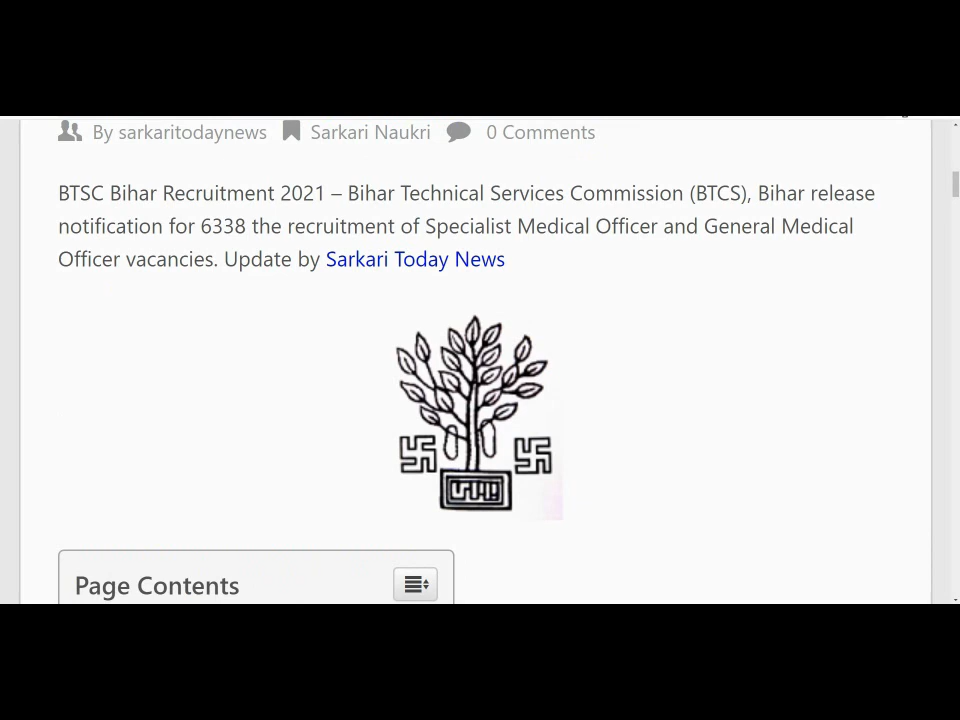 By sarkaritodaynews Sarkari Naukri 0 Comments
BTSC Bihar Recruitment 2021 – Bihar Technical Services Commission (BTCS), Bihar release
notification for 6338 the recruitment of Specialist Medical Officer and General Medical
Officer vacancies. Update by Sarkari Today News
Page Contents